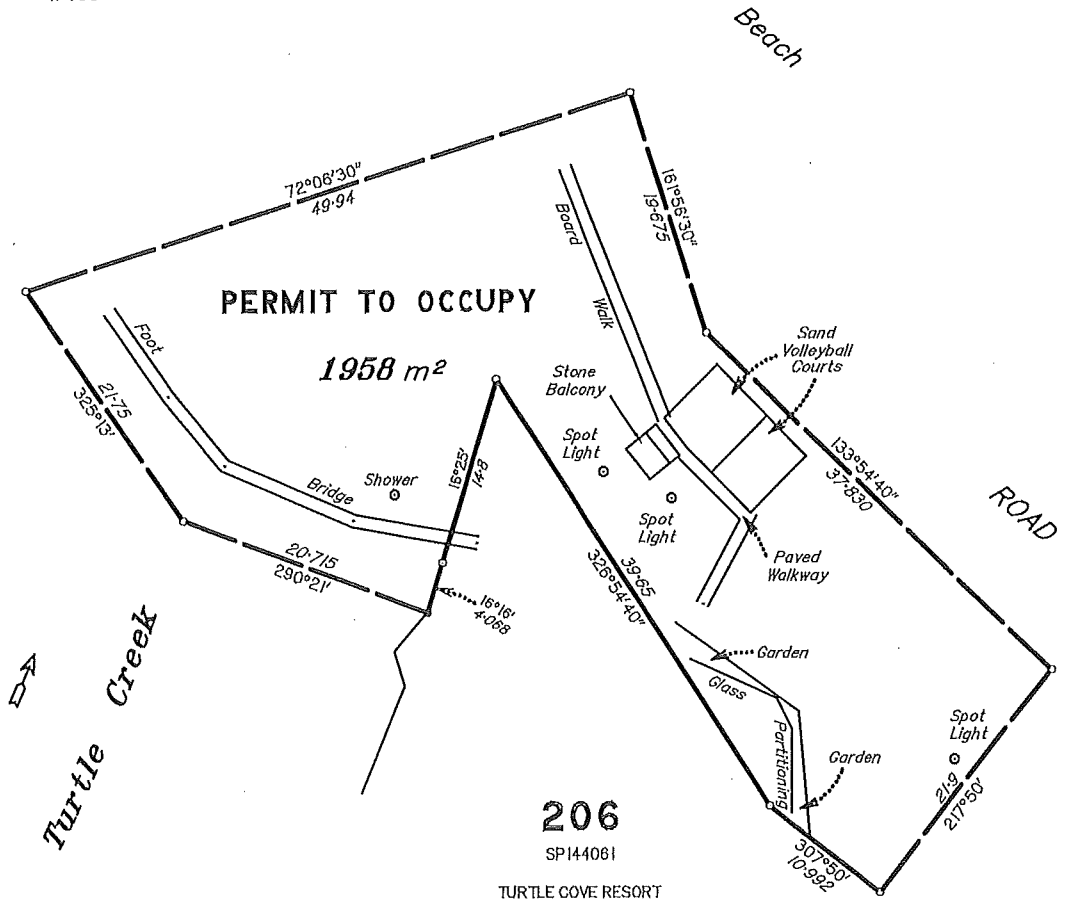 Beach
72°06'30"
49·94
161°56'30"
19·675
PERMIT TO OCCUPY
1958 m²
Board
Walk
Foot
Bridge
21·75
325°13'
Shower
16°25'
14·8
Stone
Balcony
Spot
Light
Spot
Light
Sand
Volleyball
Courts
133°54'40"
37·830
ROAD
Paved
Walkway
20·715
290°21'
16°16'
4·068
39·65
326°54'40"
Garden
Glass
Partitioning
Garden
Spot
Light
21·9
217°50'
307°50'
10·992
Turtle Creek
206
SP144061
TURTLE COVE RESORT